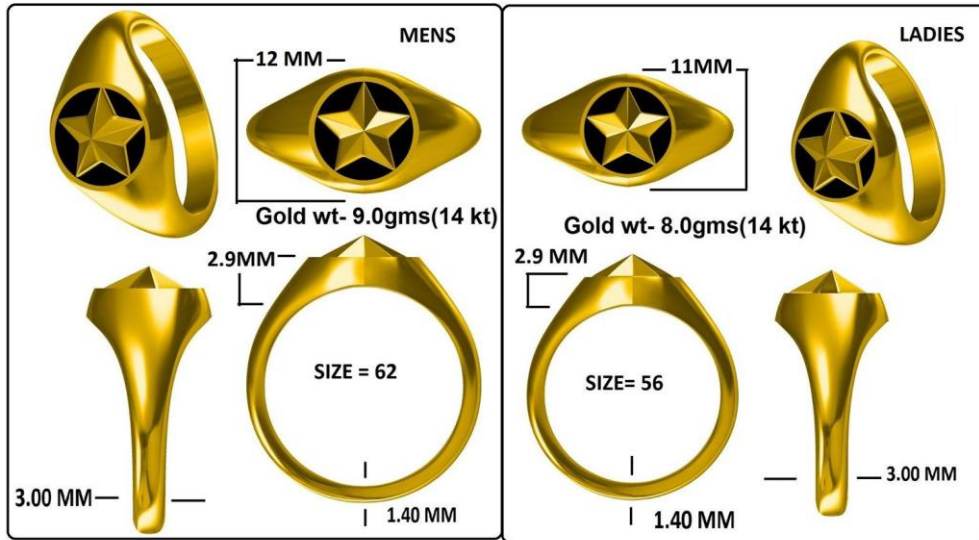 MENS
12 MM
Gold wt- 9.0gms(14 kt)
2.9MM
SIZE = 62
3.00 MM
1.40 MM
LADIES
11MM
Gold wt- 8.0gms(14 kt)
2.9 MM
SIZE= 56
3.00 MM
1.40 MM